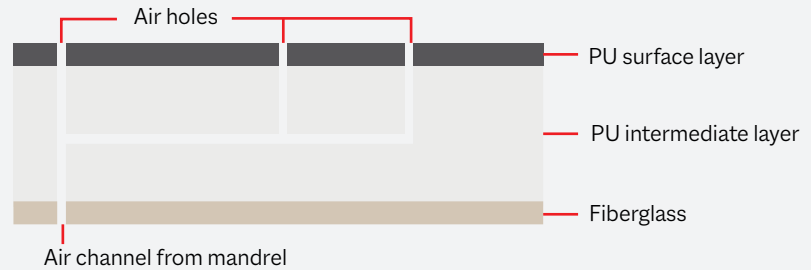 Air holes
PU surface layer
PU intermediate layer
Fiberglass
Air channel from mandrel